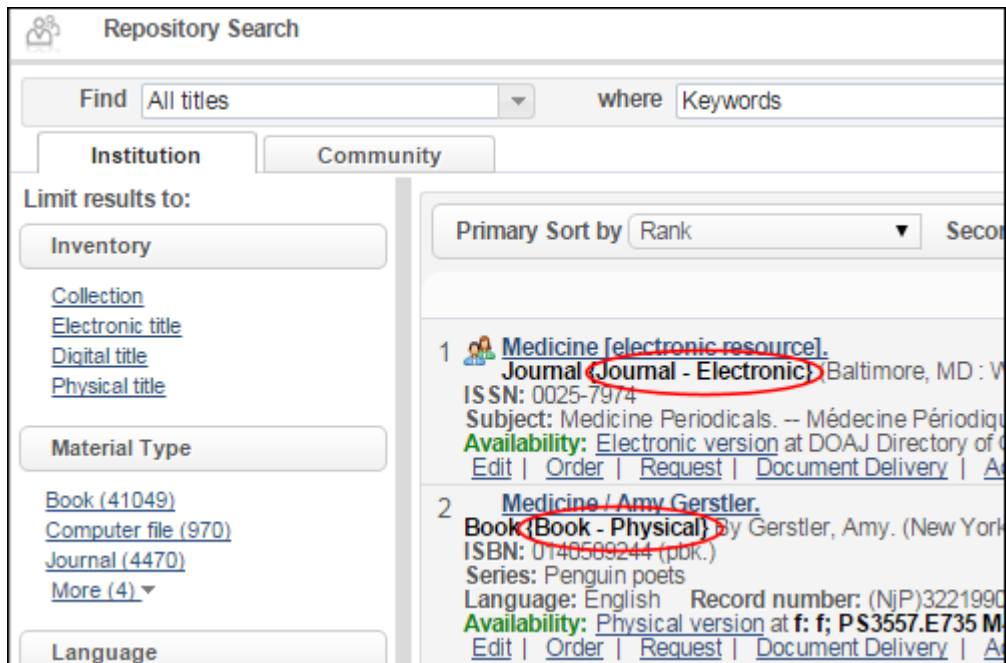 Repository Search
Find All titles where Keywords
Institution Community
Limit results to:
Inventory
Collection
Electronic title
Digital title
Physical title
Material Type
Book (41049)
Computer file (970)
Journal (4470)
More (4)
Language
Primary Sort by Rank
1 Medicine [electronic resource].
Journal {Journal - Electronic} (Baltimore, MD :
ISSN: 0025-7974
Subject: Medicine Periodicals. -- Médecine
Availability: Electronic version at DOAJ Directory of
Edit | Order | Request | Document Delivery |
2 Medicine / Amy Gerstler.
Book {Book - Physical} By Gerstler, Amy. (New York
ISBN: 0140589244 (pbk.)
Series: Penguin poets
Language: English Record number: (NjP)3221990
Availability: Physical version at f: f; PS3557.E735
Edit | Order | Request | Document Delivery |